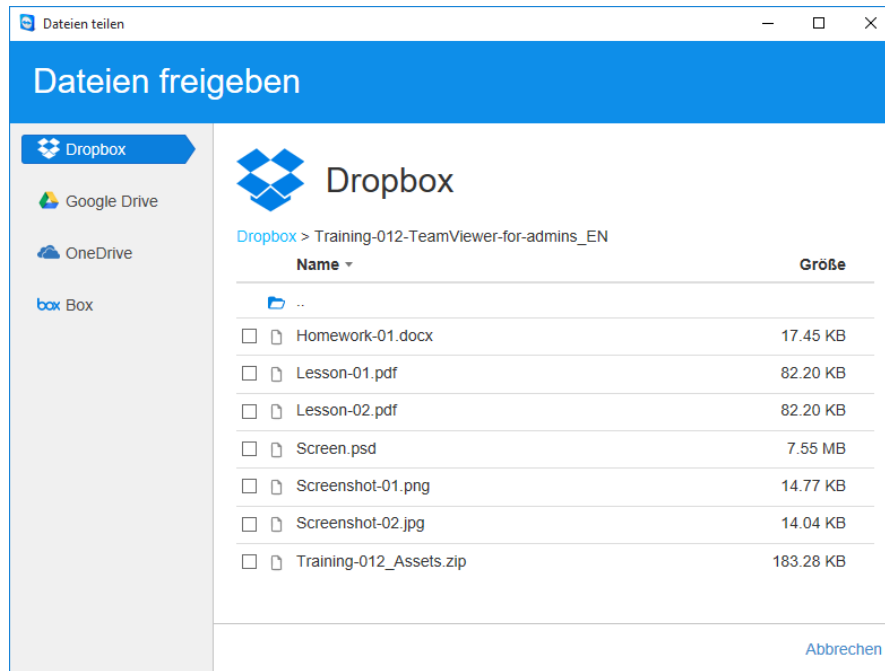 Dateien teilen
Dateien freigeben
Dropbox
Google Drive
OneDrive
box Box
Dropbox
Dropbox > Training-012-TeamViewer-for-admins_EN
Name Größe
..
Homework-01.docx 17.45 KB
Lesson-01.pdf 82.20 KB
Lesson-02.pdf 82.20 KB
Screen.psd 7.55 MB
Screenshot-01.png 14.77 KB
Screenshot-02.jpg 14.04 KB
Training-012_Assets.zip 183.28 KB
Abbrechen